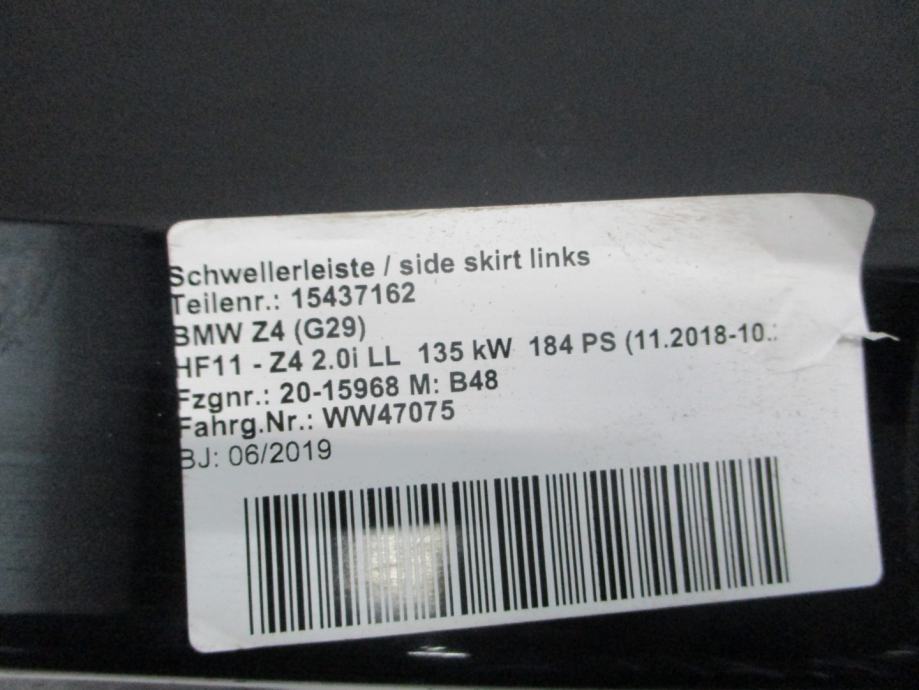 Schwellerleiste / side skirt links
Teilenr.: 15437162
BMW Z4 (G29)
HF11 - Z4 2.0i LL 135 kW 184 PS (11.2018-10.
Fzgnr.: 20-15968 M: B48
Fahrg.Nr.: WW47075
BJ: 06/2019